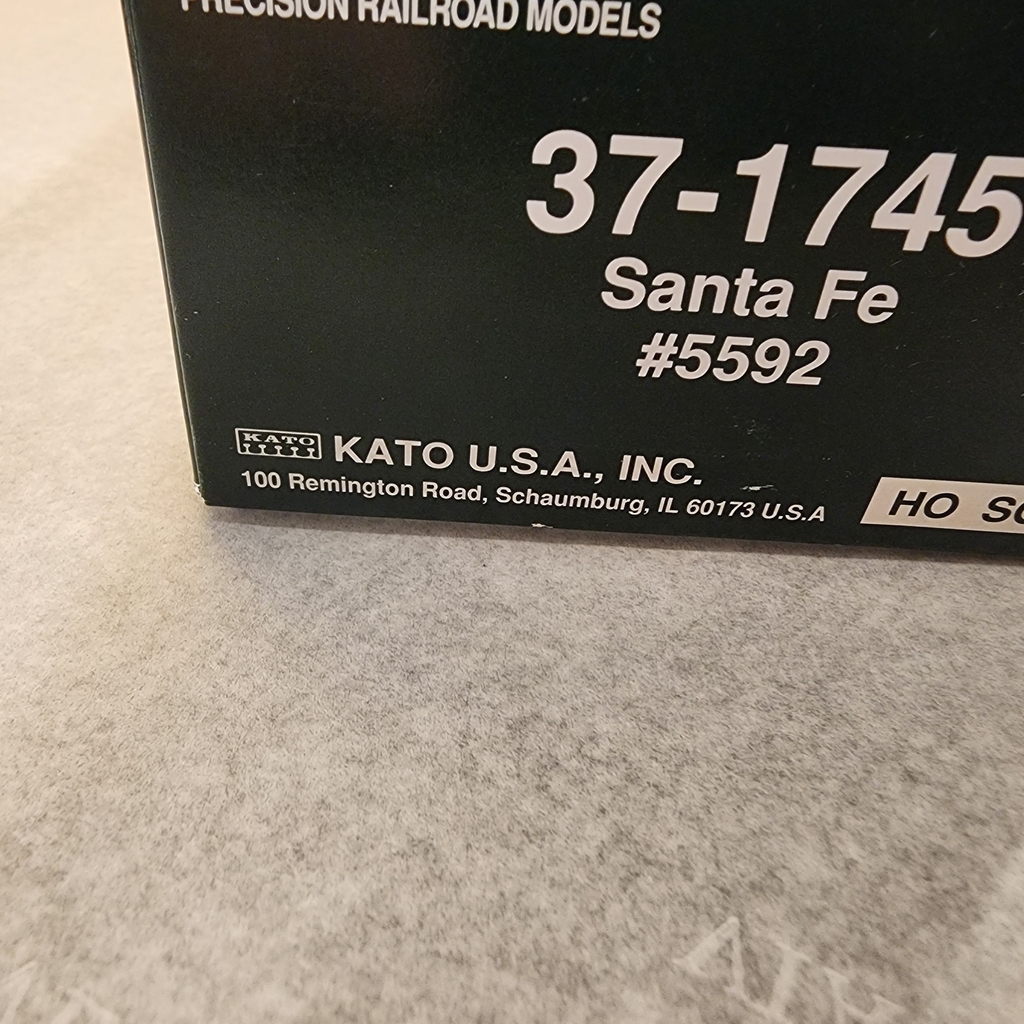 PRECISION RAILROAD MODELS
37-1745
Santa Fe
#5592
KATO
KATO U.S.A., INC.
100 Remington Road, Schaumburg, IL 60173 U.S.A
HO